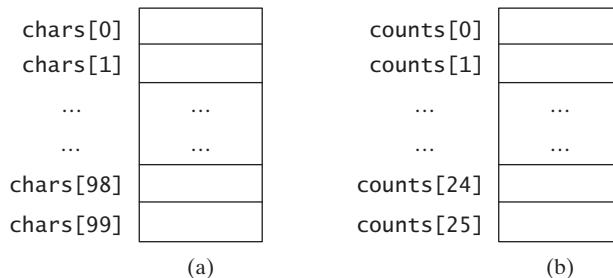 chars[0] counts[0]
chars[1] counts[1]
... ... ... ...
... ... ... ...
chars[98] counts[24]
chars[99] counts[25]
(a) (b)